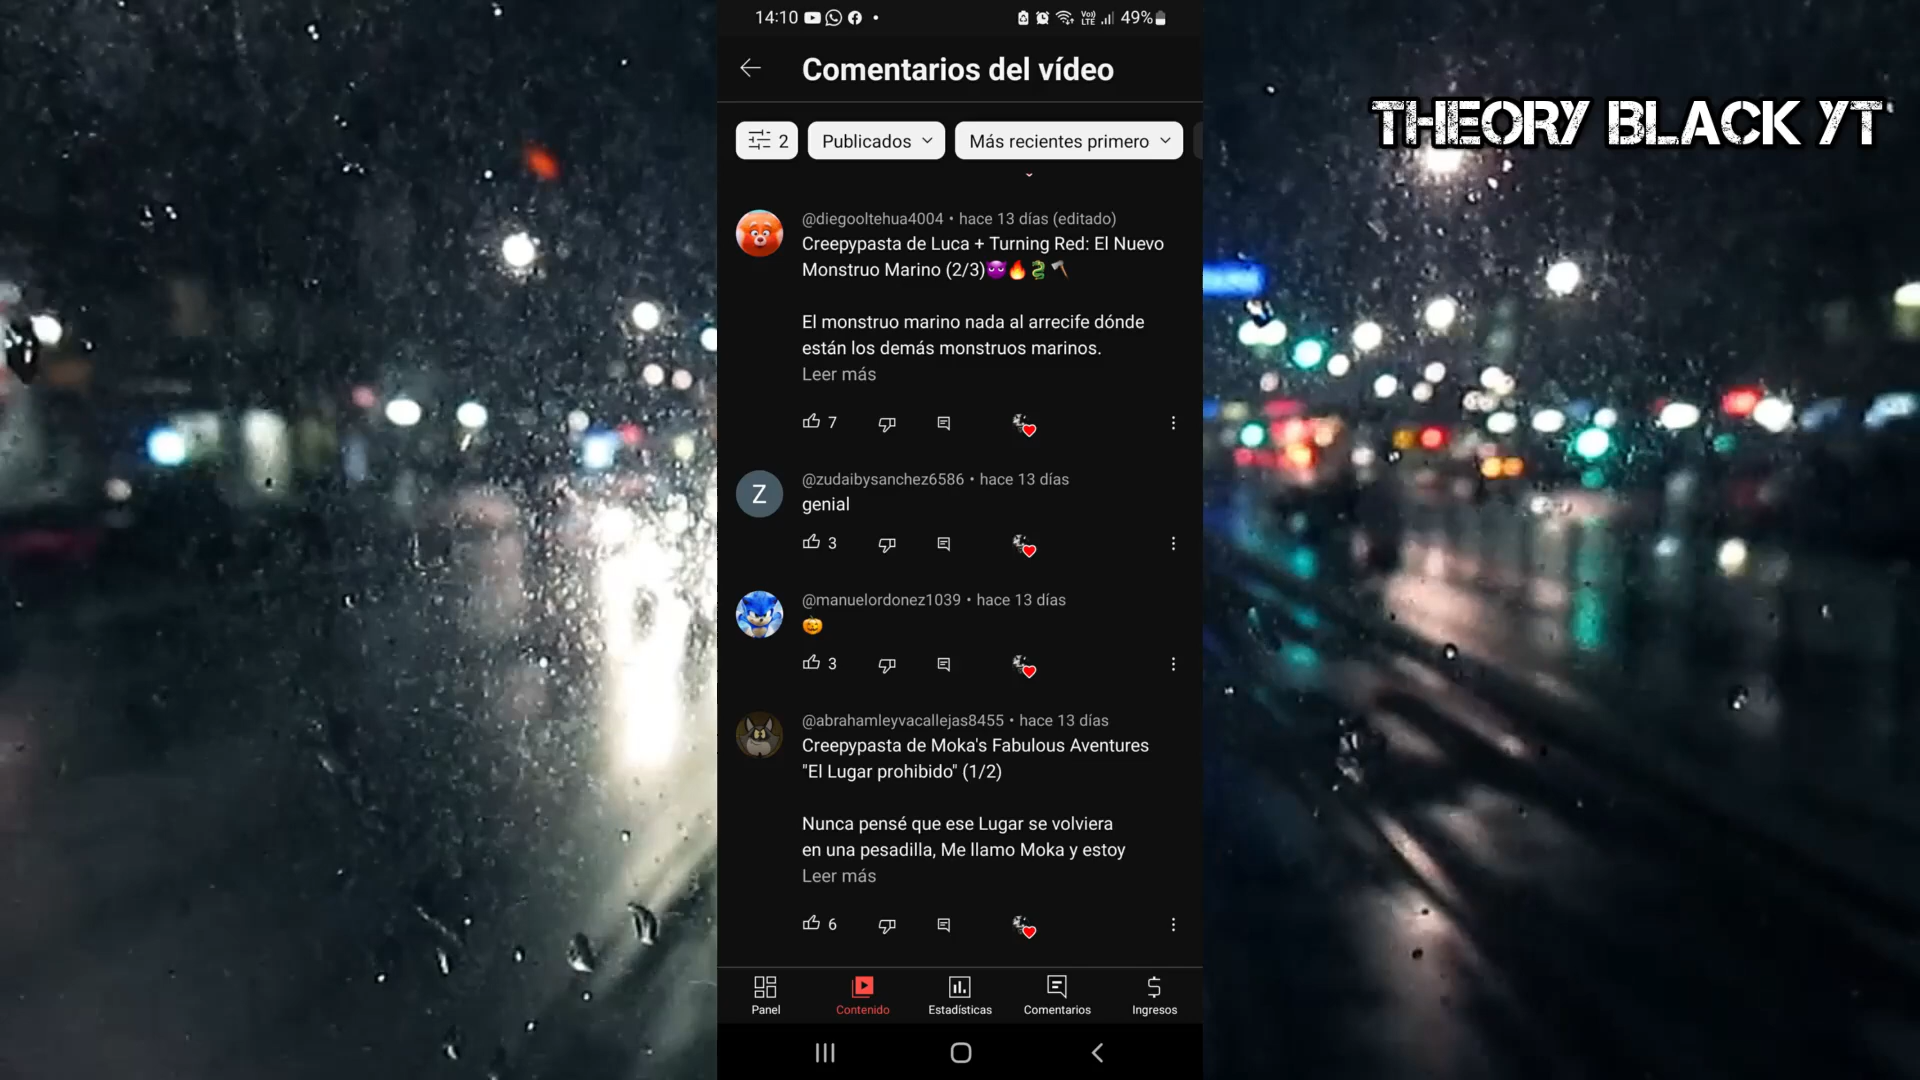 14:10
Vo))
LTE
49%
Comentarios del vídeo
THEORY BLACK YT
2
Publicados
Más recientes primero
@diegooltehua4004 • hace 13 días (editado)
Creepypasta de Luca + Turning Red: El Nuevo
Monstruo Marino (2/3)😈🔥🐉🪓
El monstruo marino nada al arrecife dónde
están los demás monstruos marinos.
Leer más
7
Z
@zudaibysanchez6586 • hace 13 días
genial
3
@manuelordonez1039 • hace 13 días
🎃
3
@abrahamleyvacallejas8455 • hace 13 días
Creepypasta de Moka's Fabulous Aventures
"El Lugar prohibido" (1/2)
Nunca pensé que ese Lugar se volviera
en una pesadilla, Me llamo Moka y estoy
Leer más
6
Panel
Contenido
Estadísticas
Comentarios
Ingresos